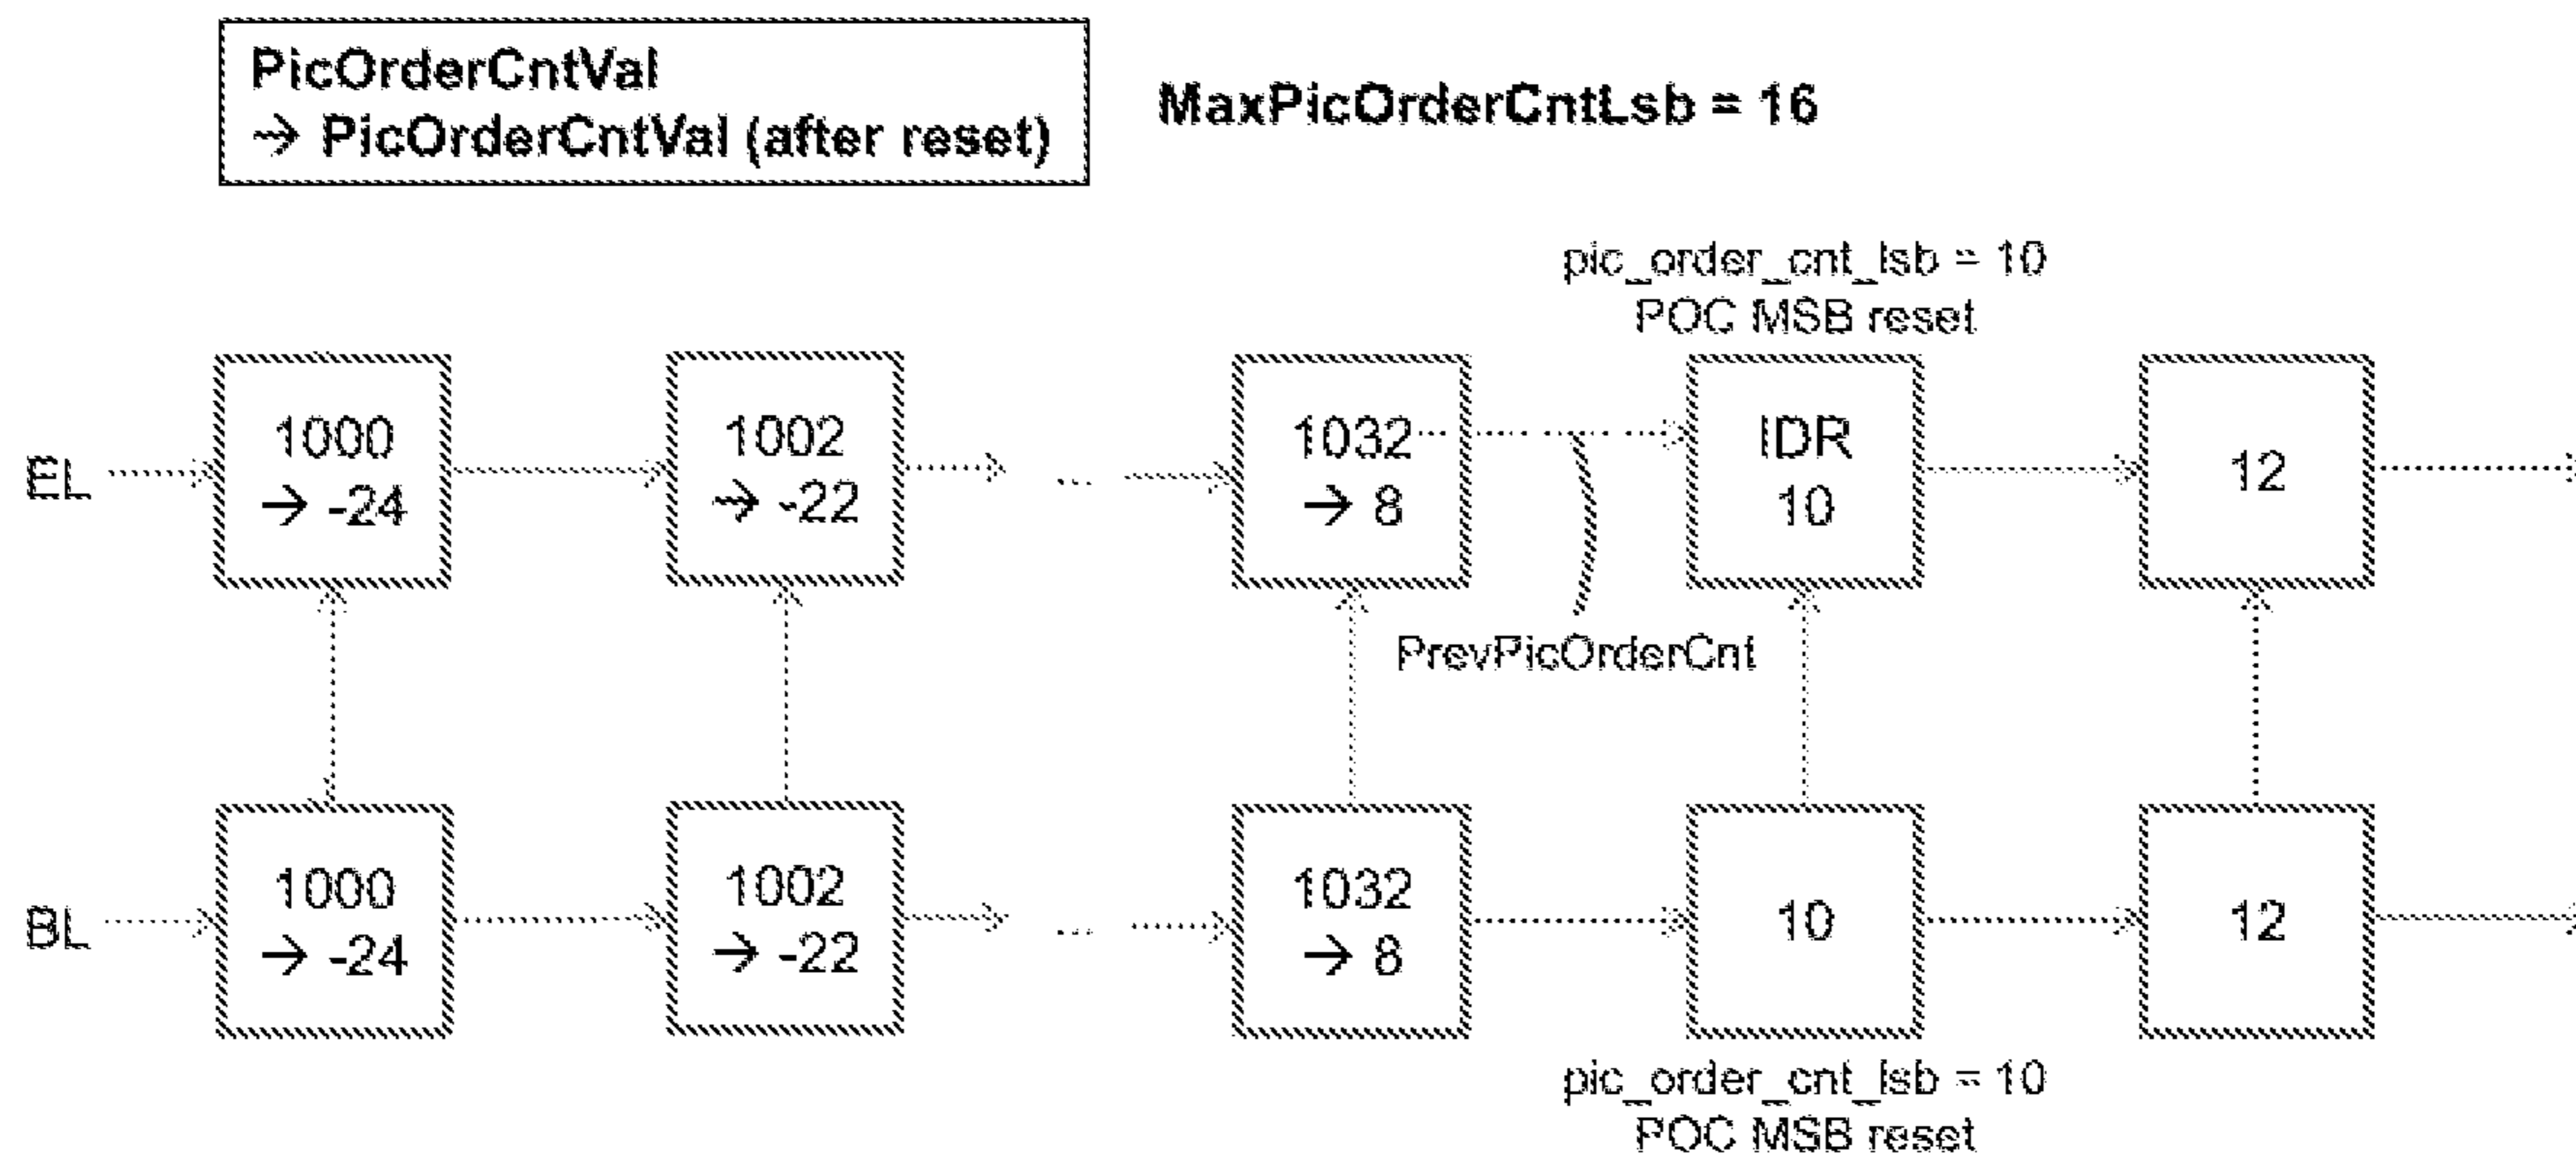 PicOrderCntVal
→ PicOrderCntVal (after reset)
MaxPicOrderCntLsb = 16
pic_order_cnt_lsb = 10
POC MSB reset
EL
1000
→ -24
1002
→ -22
...
1032
→ 8
IDR
10
12
PrevPicOrderCnt
BL
1000
→ -24
1002
→ -22
...
1032
→ 8
10
12
pic_order_cnt_lsb = 10
POC MSB reset